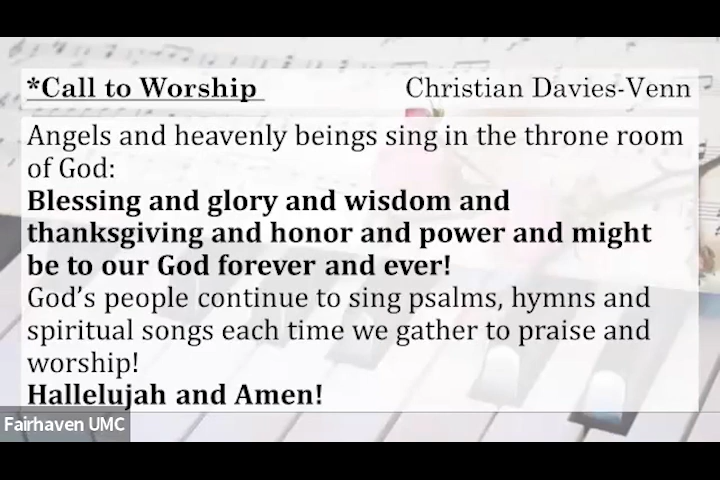 *Call to Worship Christian Davies-Venn
Angels and heavenly beings sing in the throne room
of God:
Blessing and glory and wisdom and
thanksgiving and honor and power and might
be to our God forever and ever!
God’s people continue to sing psalms, hymns and
spiritual songs each time we gather to praise and
worship!
Hallelujah and Amen!
Fairhaven UMC